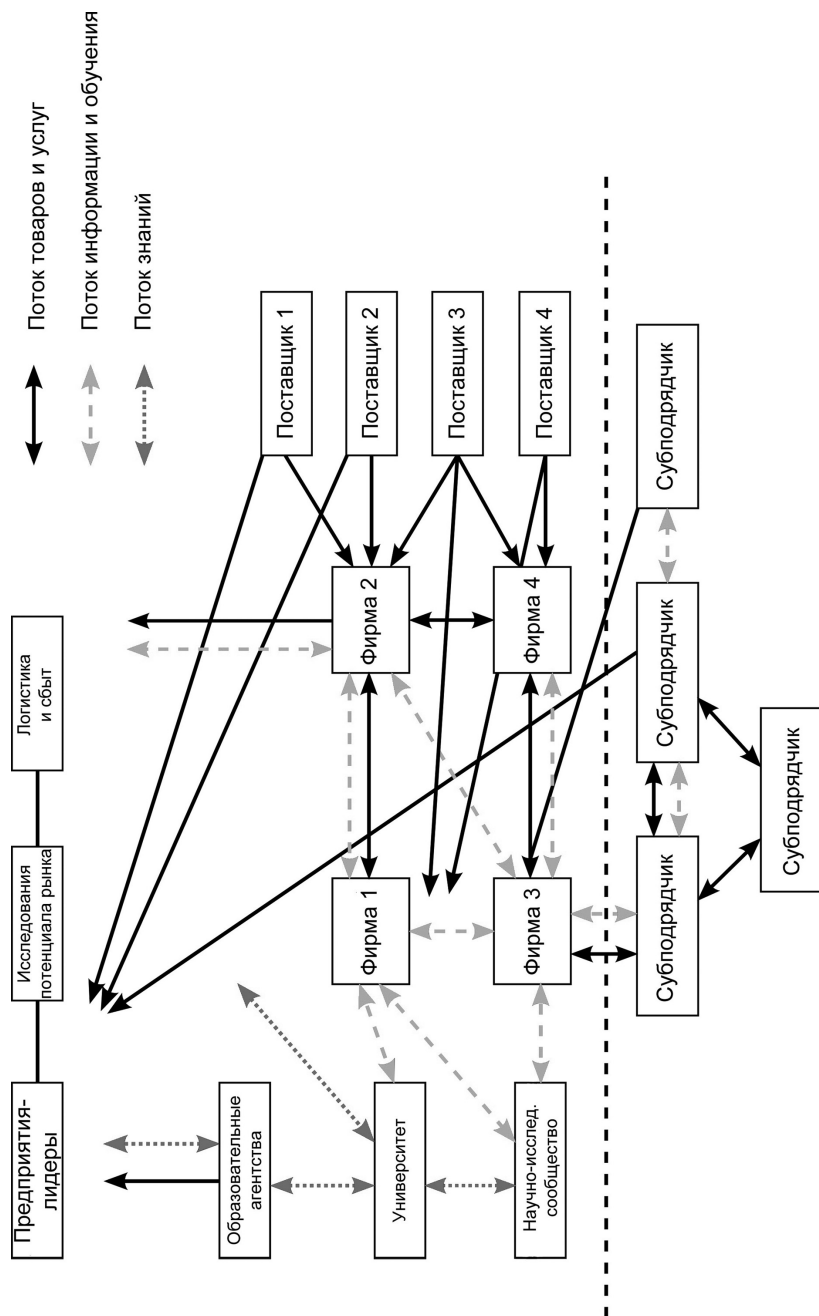 Поток товаров и услуг
Поток информации и обучения
Поток знаний
Предприятия-
лидеры
Исследования
потенциала рынка
Логистика
и сбыт
Образовательные
агентства
Университет
Научно-исслед.
сообщество
Фирма 1
Фирма 2
Фирма 3
Фирма 4
Поставщик 1
Поставщик 2
Поставщик 3
Поставщик 4
Субподрядчик
Субподрядчик
Субподрядчик
Субподрядчик